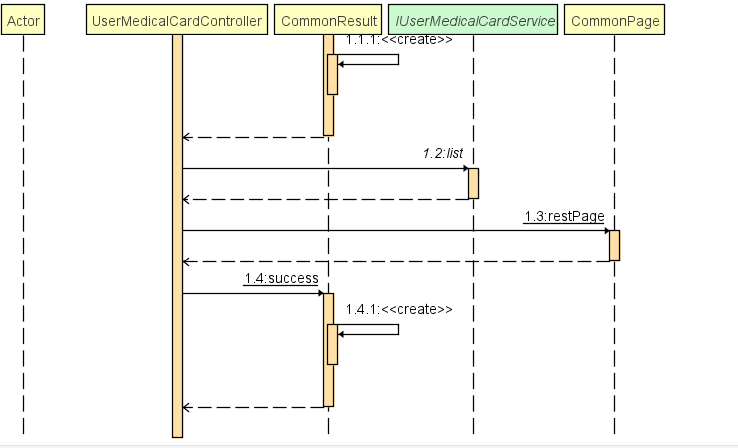 Actor
UserMedicalCardController
CommonResult
IUserMedicalCardService
CommonPage
1.1.1:<<create>>
1.2:list
1.3:restPage
1.4:success
1.4.1:<<create>>